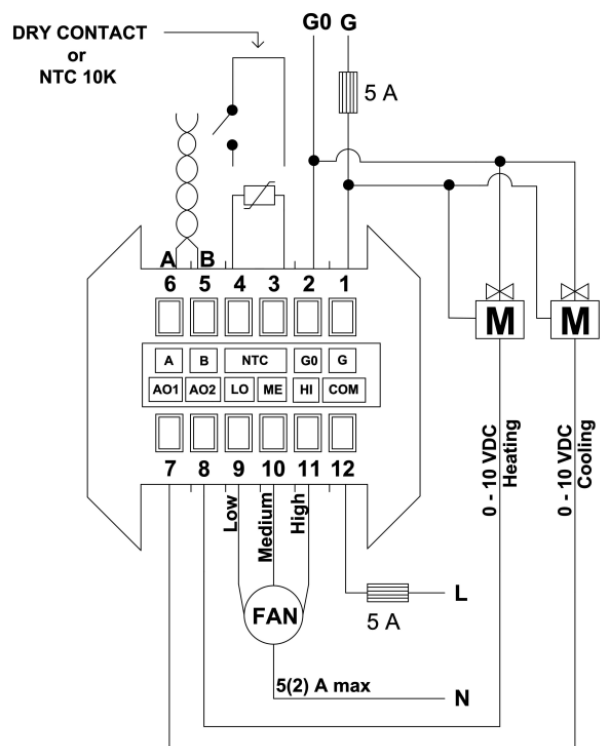 DRY CONTACT
or
NTC 10K
G0 G
5 A
A B
6 5 4 3 2 1
A B NTC G0 G
AO1 AO2 LO ME HI COM
7 8 9 10 11 12
Low
Medium
High
M M
0 - 10 VDC
Heating
0 - 10 VDC
Cooling
FAN
L
5 A
5(2) A max
N